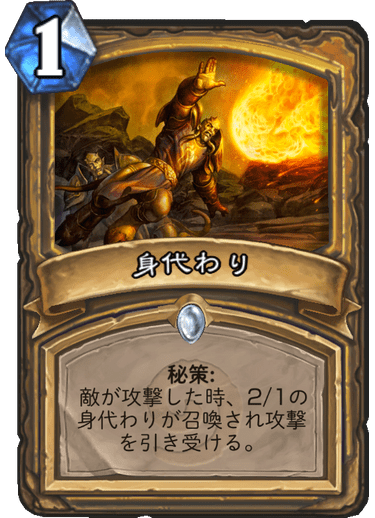 1
身代わり
秘策:
敵が攻撃した時、2/1の
身代わりが召喚され攻撃
を引き受ける。